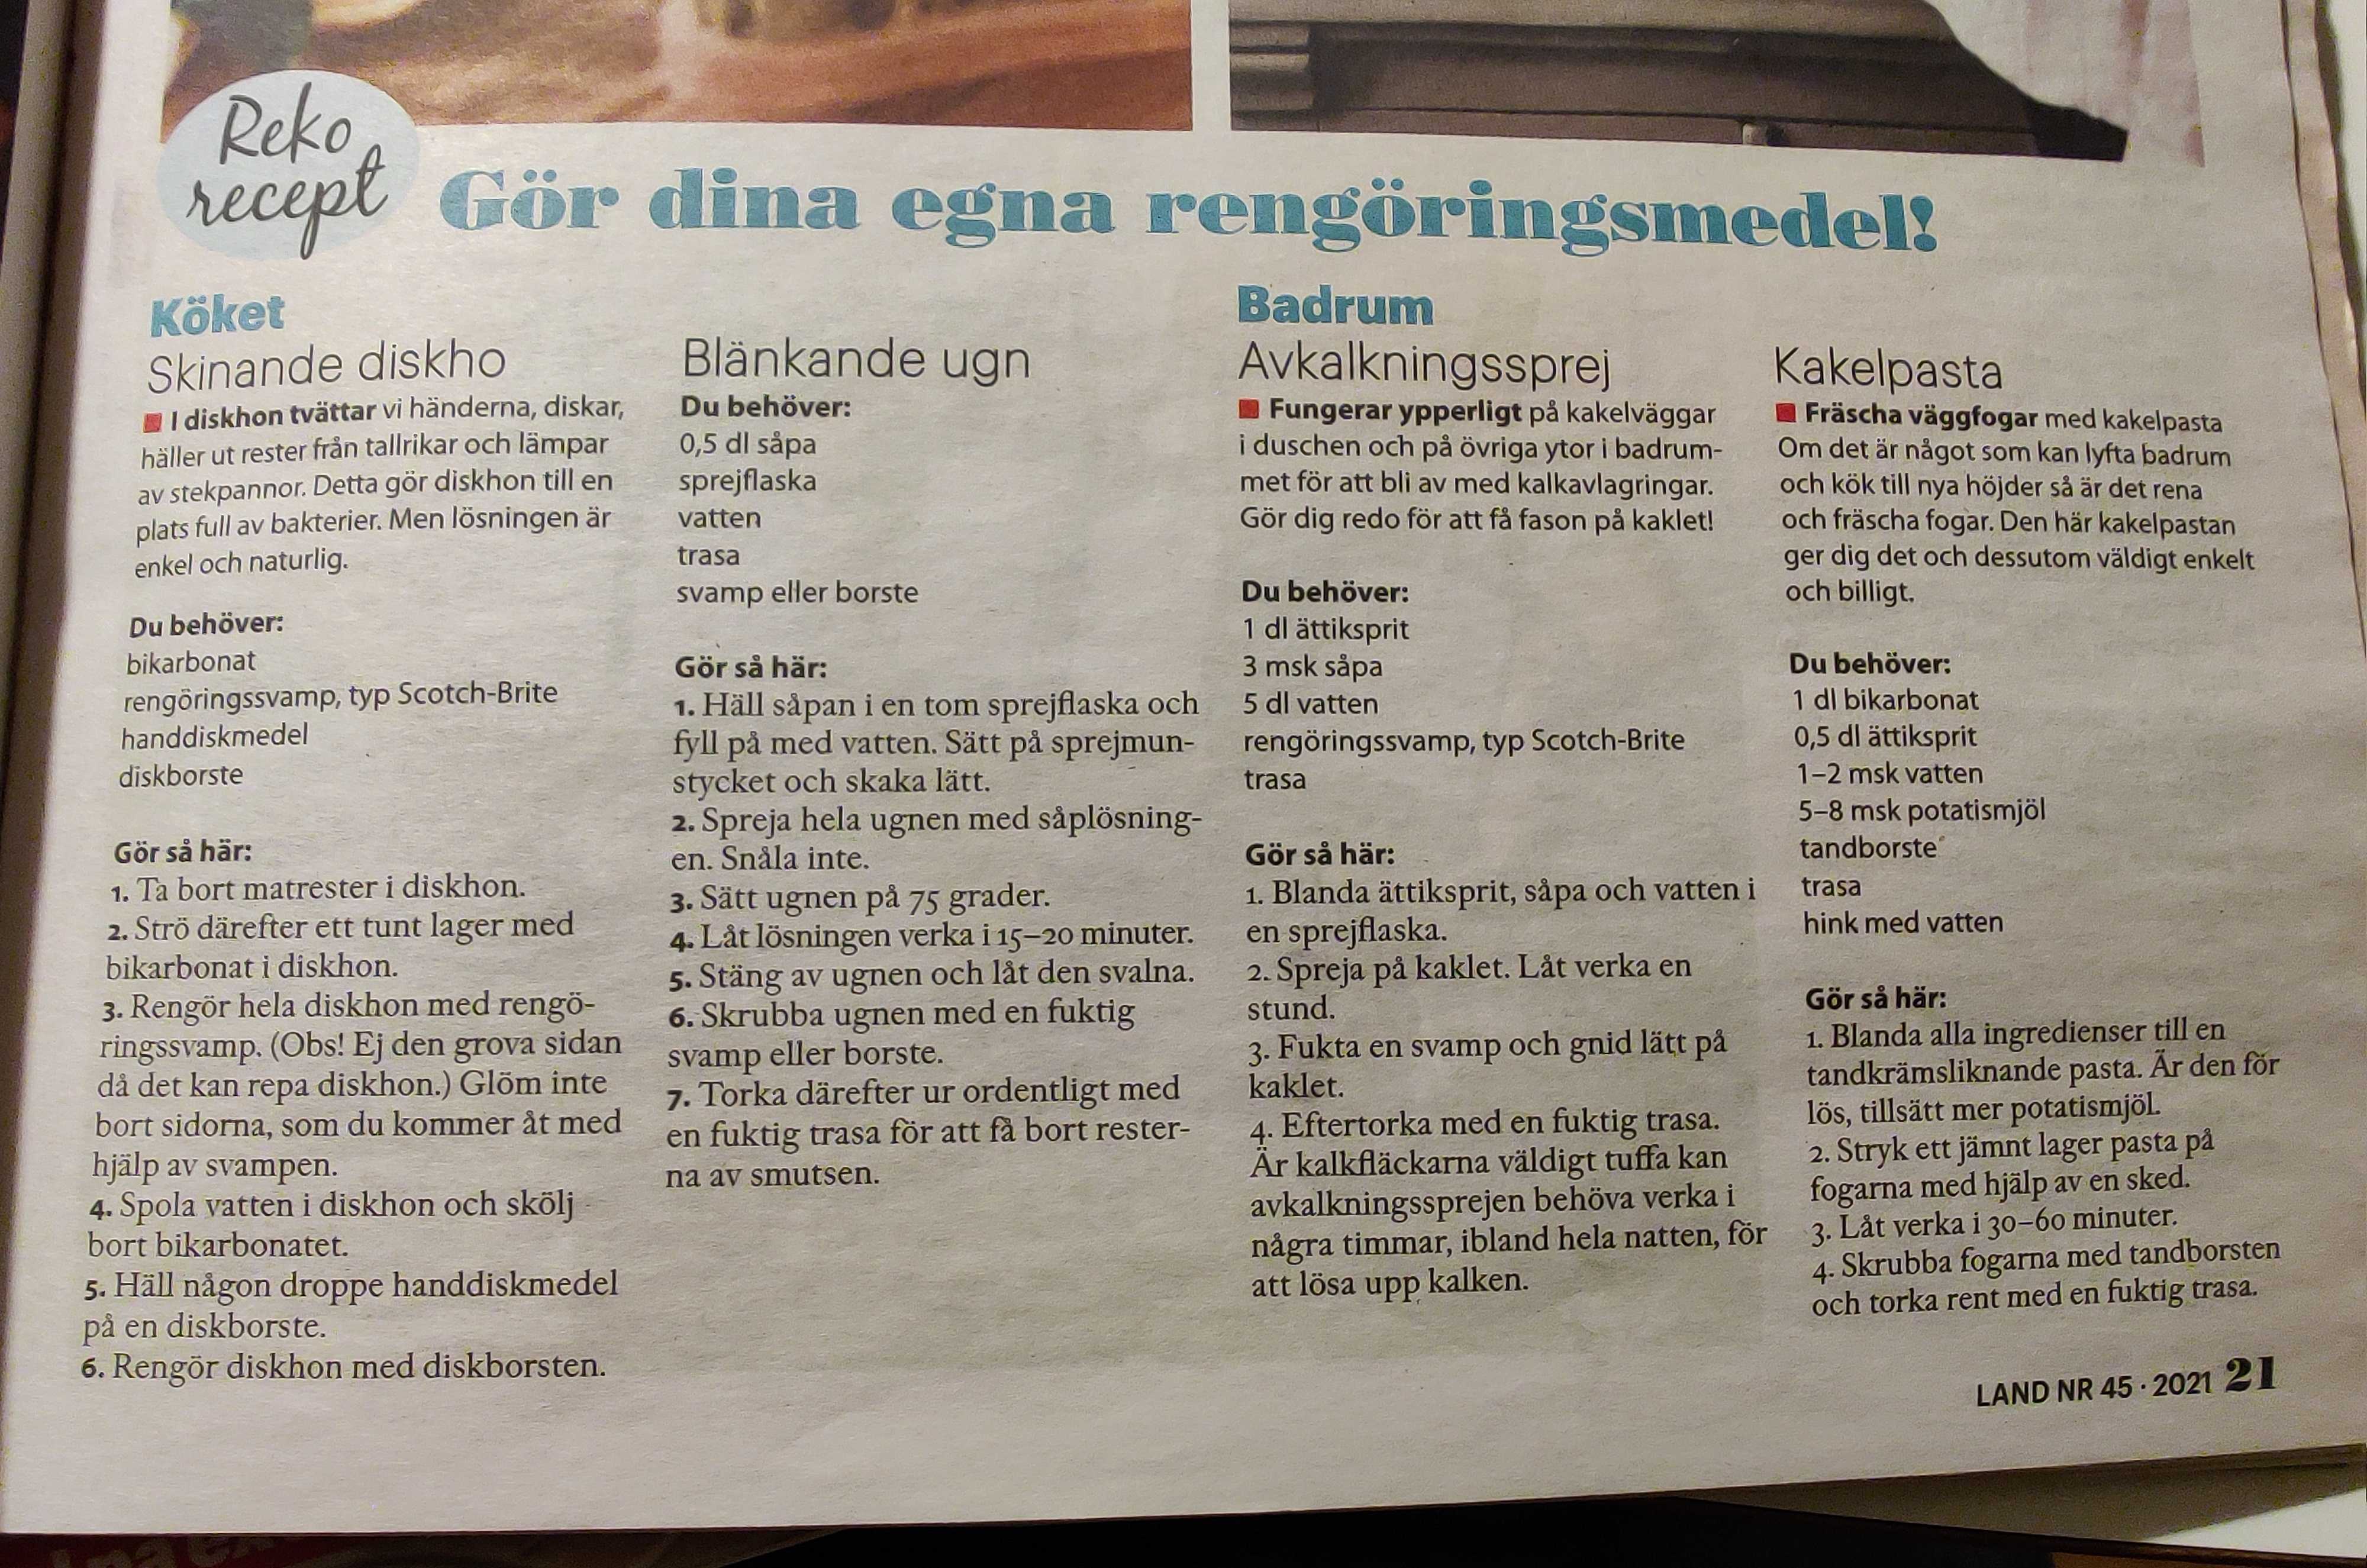 Reko
recept
Gör dina egna rengöringsmedel!
Köket
Skinande diskho
I diskhon tvättar vi händerna, diskar,
häller ut rester från tallrikar och lämpar
av stekpannor. Detta gör diskhon till en
plats full av bakterier. Men lösningen är
enkel och naturlig.
Du behöver:
bikarbonat
rengöringssvamp, typ Scotch-Brite
handdiskmedel
diskborste
Gör så här:
1. Ta bort matrester i diskhon.
2. Strö därefter ett tunt lager med
bikarbonat i diskhon.
3. Rengör hela diskhon med rengö-
ringssvamp. (Obs! Ej den grova sidan
då det kan repa diskhon.) Glöm inte
bort sidorna, som du kommer åt med
hjälp av svampen.
4. Spola vatten i diskhon och skölj
bort bikarbonatet.
5. Häll någon droppe handdiskmedel
på en diskborste.
6. Rengör diskhon med diskborsten.
Blänkande ugn
Du behöver:
0,5 dl såpa
sprejflaska
vatten
trasa
svamp eller borste
Gör så här:
1. Häll såpan i en tom sprejflaska och
fyll på med vatten. Sätt på sprejmun-
stycket och skaka lätt.
2. Spreja hela ugnen med såplösning-
en. Snåla inte.
3. Sätt ugnen på 75 grader.
4. Låt lösningen verka i 15–20 minuter.
5. Stäng av ugnen och låt den svalna.
6. Skrubba ugnen med en fuktig
svamp eller borste.
7. Torka därefter ur ordentligt med
en fuktig trasa för att få bort rester-
na av smutsen.
Badrum
Avkalkningssprej
Fungerar ypperligt på kakelväggar
i duschen och på övriga ytor i badrum-
met för att bli av med kalkavlagringar.
Gör dig redo för att få fason på kaklet!
Du behöver:
1 dl ättiksprit
3 msk såpa
5 dl vatten
rengöringssvamp, typ Scotch-Brite
trasa
Gör så här:
1. Blanda ättiksprit, såpa och vatten i
en sprejflaska.
2. Spreja på kaklet. Låt verka en
stund.
3. Fukta en svamp och gnid lätt på
kaklet.
4. Eftertorka med en fuktig trasa.
Är kalkfläckarna väldigt tuffa kan
avkalkningssprejen behöva verka i
några timmar, ibland hela natten, för
att lösa upp kalken.
Kakelpasta
Fräscha väggfogar med kakelpasta
Om det är något som kan lyfta badrum
och kök till nya höjder så är det rena
och fräscha fogar. Den här kakelpastan
ger dig det och dessutom väldigt enkelt
och billigt.
Du behöver:
1 dl bikarbonat
0,5 dl ättiksprit
1–2 msk vatten
5–8 msk potatismjöl
tandborste
trasa
hink med vatten
Gör så här:
1. Blanda alla ingredienser till en
tandkrämsliknande pasta. Är den för
lös, tillsätt mer potatismjöl.
2. Stryk ett jämnt lager pasta på
fogarna med hjälp av en sked.
3. Låt verka i 30–60 minuter.
4. Skrubba fogarna med tandborsten
och torka rent med en fuktig trasa.
LAND NR 45 · 2021 21